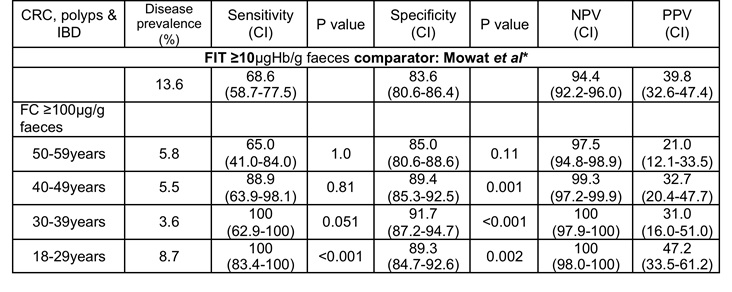 CRC, polyps & IBD Disease prevalence (%) Sensitivity (CI) P value Specificity (CI) P value NPV (CI) PPV (CI)
FIT ≥10µgHb/g faeces comparator: Mowat et al*
13.6 68.6 (58.7-77.5) 83.6 (80.6-86.4) 94.4 (92.2-96.0) 39.8 (32.6-47.4)
FC ≥100µg/g faeces
50-59years 5.8 65.0 (41.0-84.0) 1.0 85.0 (80.6-88.6) 0.11 97.5 (94.8-98.9) 21.0 (12.1-33.5)
40-49years 5.5 88.9 (63.9-98.1) 0.81 89.4 (85.3-92.5) 0.001 99.3 (97.2-99.9) 32.7 (20.4-47.7)
30-39years 3.6 100 (62.9-100) 0.051 91.7 (87.2-94.7) <0.001 100 (97.9-100) 31.0 (16.0-51.0)
18-29years 8.7 100 (83.4-100) <0.001 89.3 (84.7-92.6) 0.002 100 (98.0-100) 47.2 (33.5-61.2)